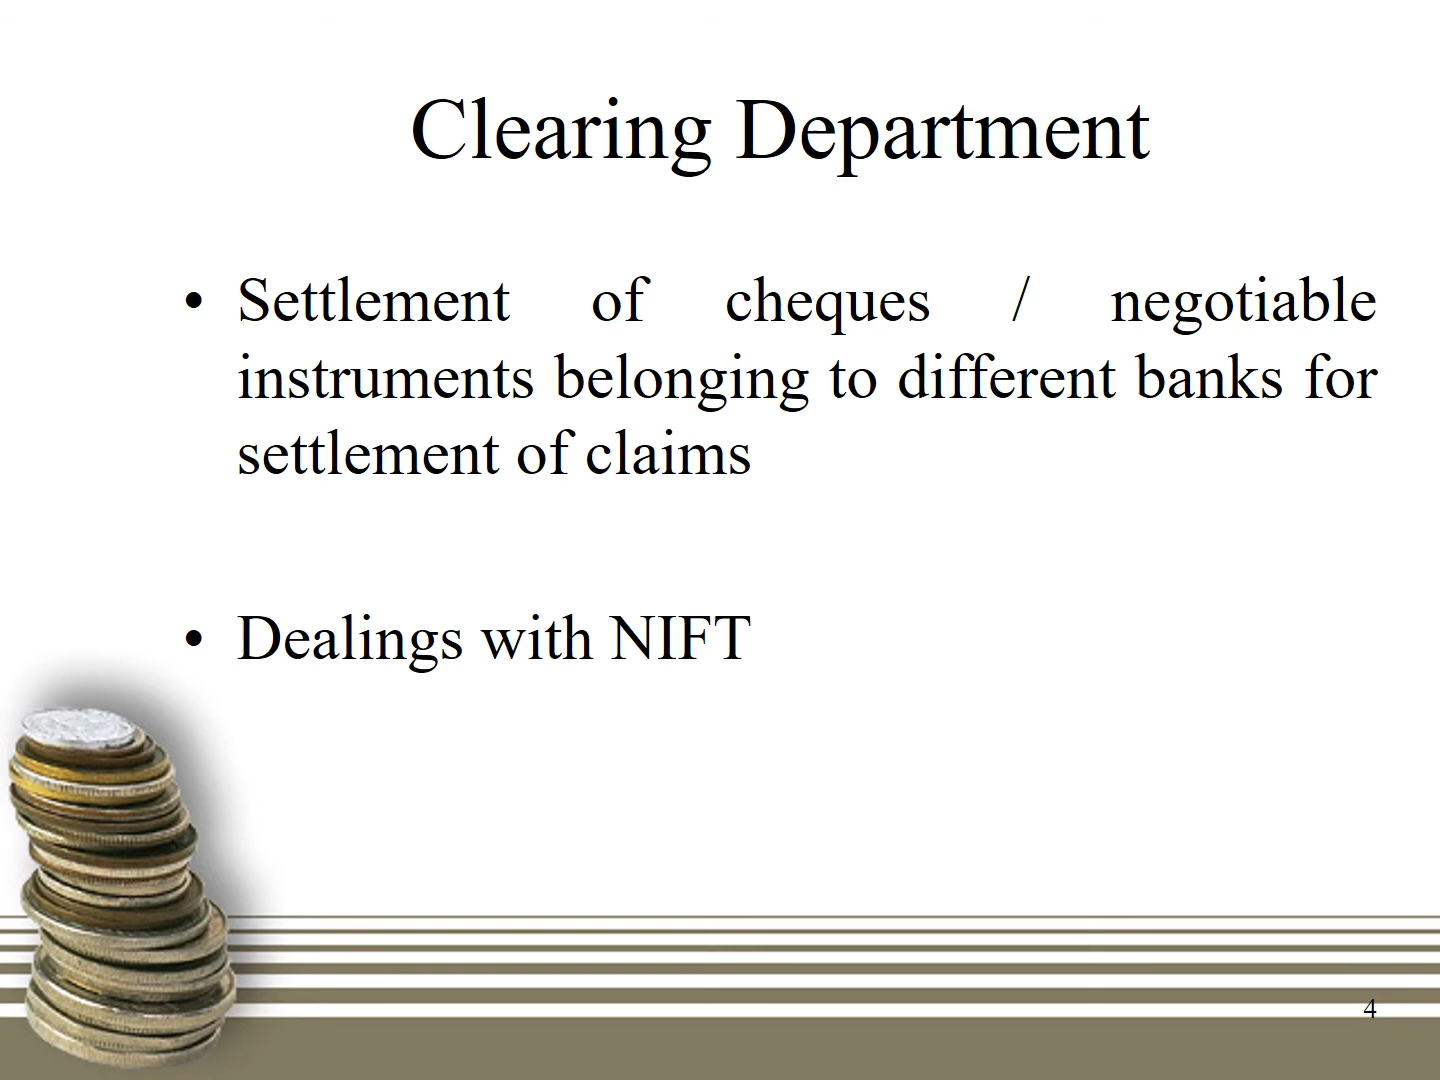 Clearing Department
• Settlement of cheques / negotiable
instruments belonging to different banks for
settlement of claims
• Dealings with NIFT
4